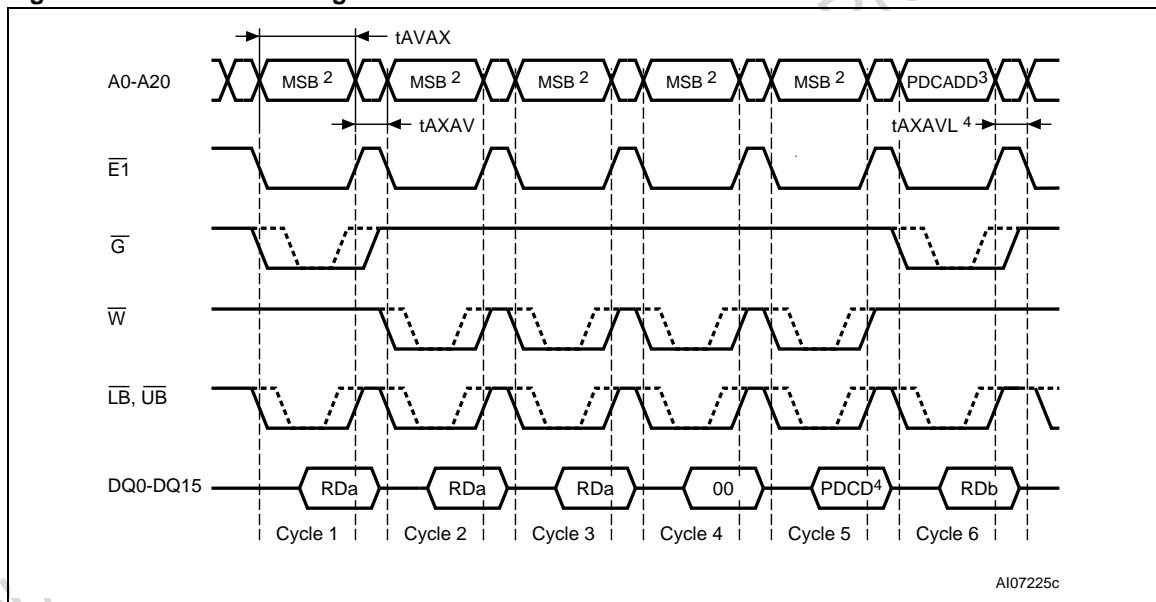 tAVAX
A0-A20 MSB 2 MSB 2 MSB 2 MSB 2 MSB 2 PDCADD3
tAXAV tAXAVL 4
E1
G
W
LB, UB
DQ0-DQ15 RDa RDa RDa 00 PDCD4 RDb
Cycle 1 Cycle 2 Cycle 3 Cycle 4 Cycle 5 Cycle 6
AI07225c